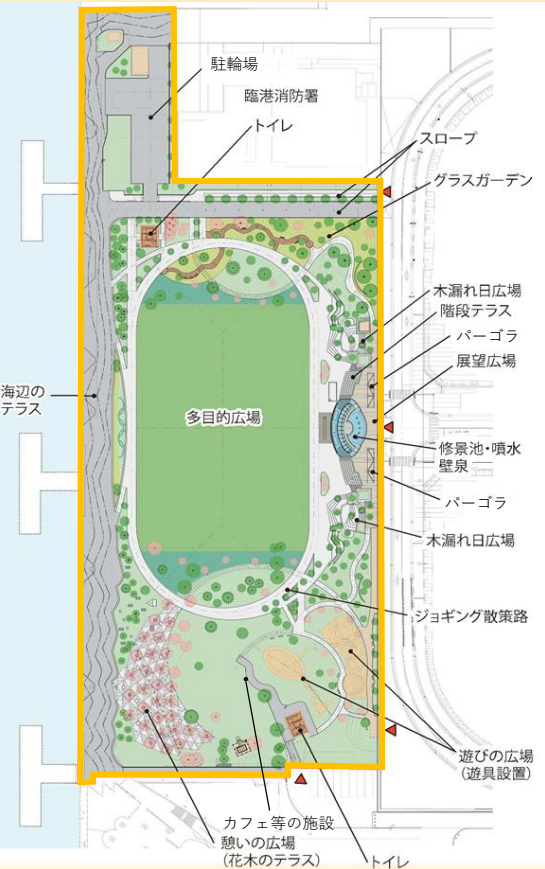 駐輪場
臨港消防署
トイレ
スロープ
グラスガーデン
木漏れ日広場
階段テラス
パーゴラ
展望広場
海辺の
テラス
多目的広場
修景池・噴水
壁泉
パーゴラ
木漏れ日広場
ジョギング散策路
遊びの広場
(遊具設置)
カフェ等の施設
憩いの広場
(花木のテラス)
トイレ